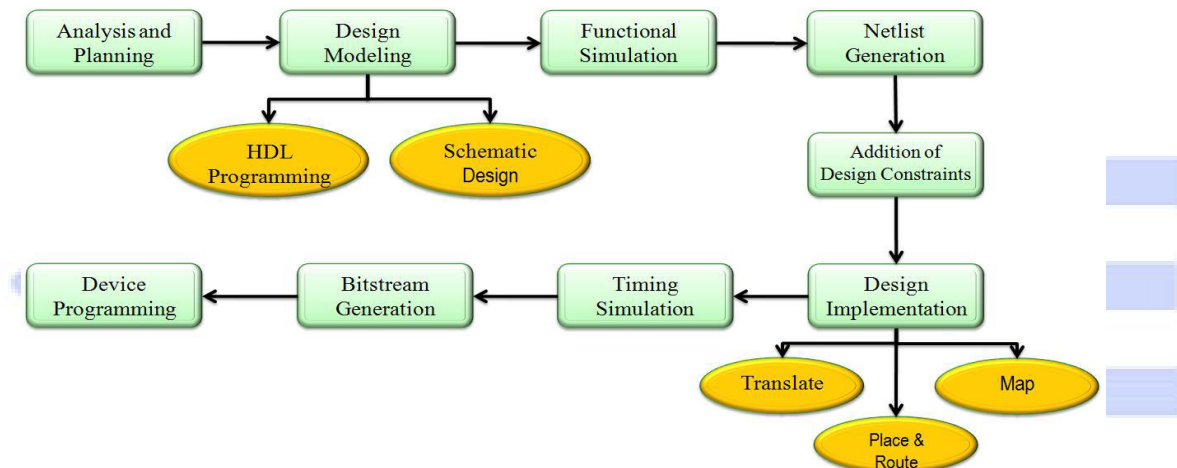 Analysis and
Planning
Design
Modeling
Functional
Simulation
Netlist
Generation
HDL
Programming
Schematic
Design
Addition of
Design Constraints
Device
Programming
Bitstream
Generation
Timing
Simulation
Design
Implementation
Translate
Map
Place &
Route